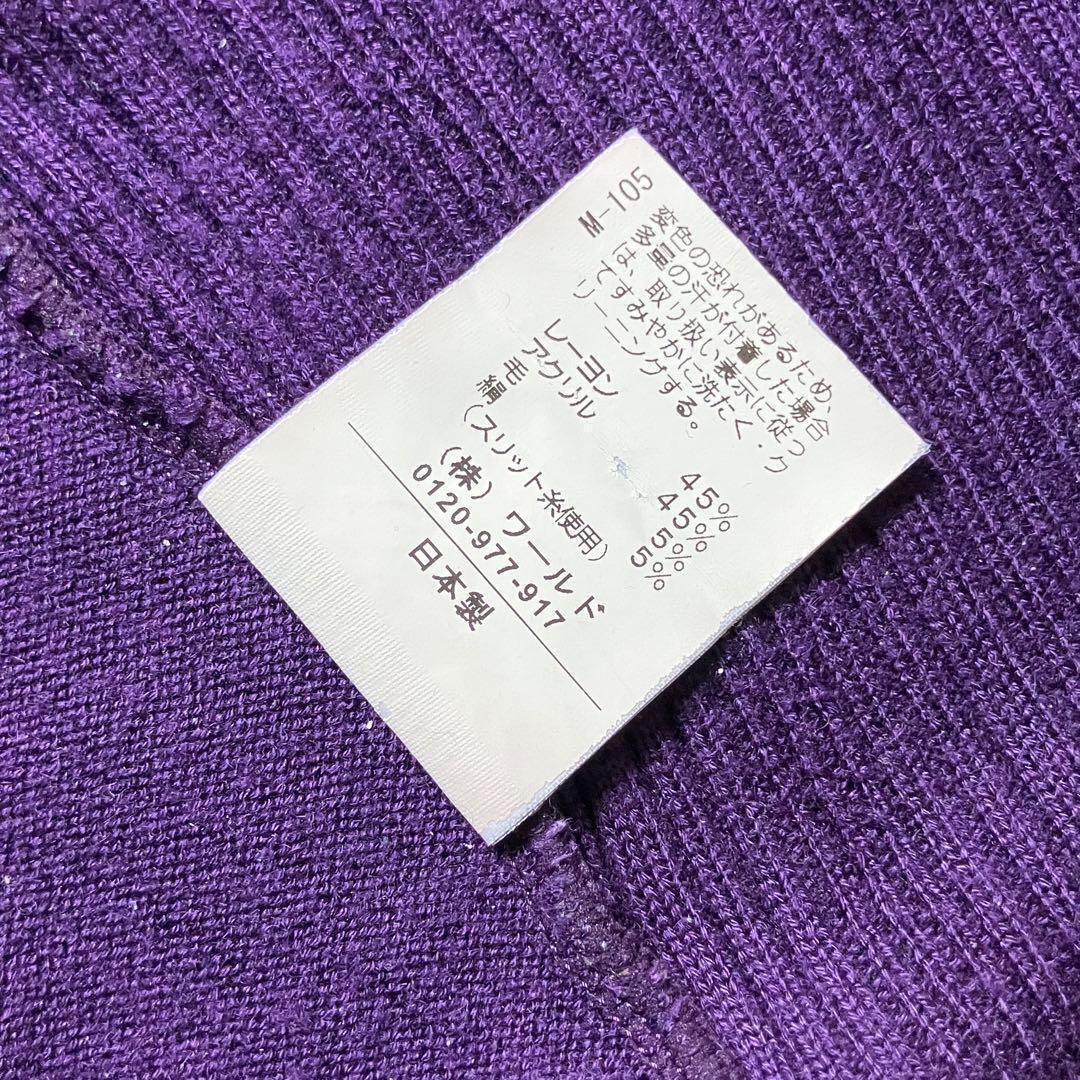 M-105
変色の恐れがあるため、
多量の汗が付着した場合
は、取り扱い表示に従っ
てすみやかに洗たく・ク
リーニングする。
レーヨン 45%
アクリル 45%
毛 5%
絹(スリット糸使用) 5%
(株)ワールド
0120-977-917
日本製